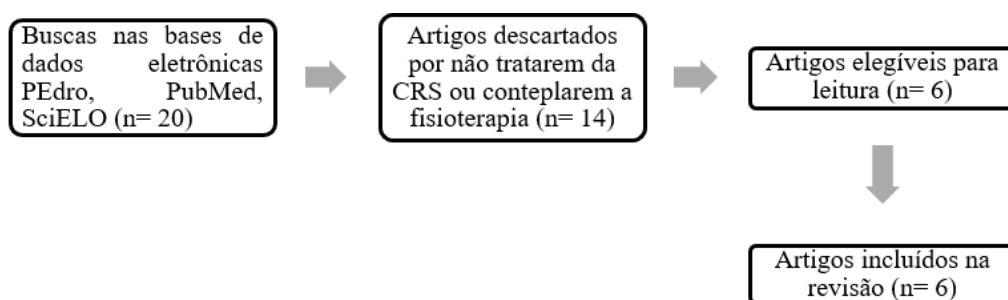 Buscas nas bases de
dados eletrônicas
PEdro, PubMed,
SciELO (n= 20)
Artigos descartados
por não tratarem da
CRS ou conteplarem a
fisioterapia (n= 14)
Artigos elegíveis para
leitura (n= 6)
Artigos incluídos na
revisão (n= 6)